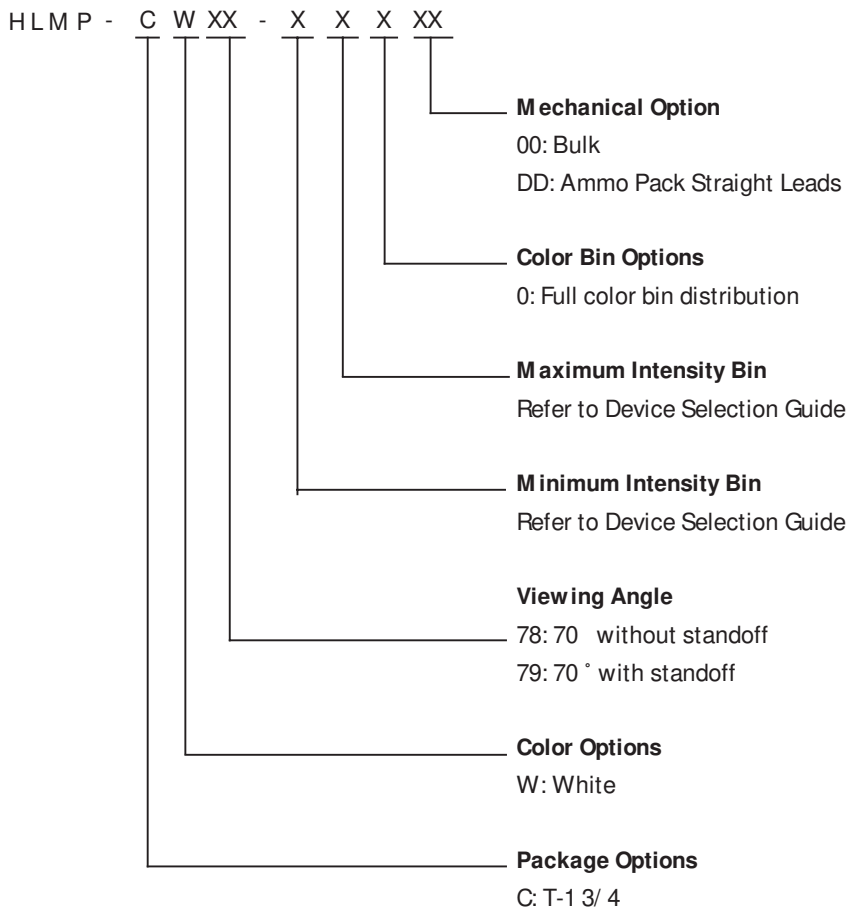 HLMP- C W XX - X X X XX
Mechanical Option
00: Bulk
DD: Ammo Pack Straight Leads
Color Bin Options
0: Full color bin distribution
Maximum Intensity Bin
Refer to Device Selection Guide
Minimum Intensity Bin
Refer to Device Selection Guide
Viewing Angle
78: 70 without standoff
79: 70 ° with standoff
Color Options
W: White
Package Options
C: T-1 3/ 4